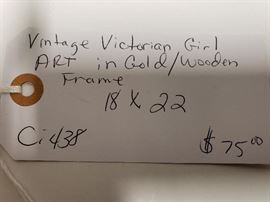 Vintage Victorian Girl
ART in Gold/Wooden
Frame
18 X 22
Ci438 $75.00